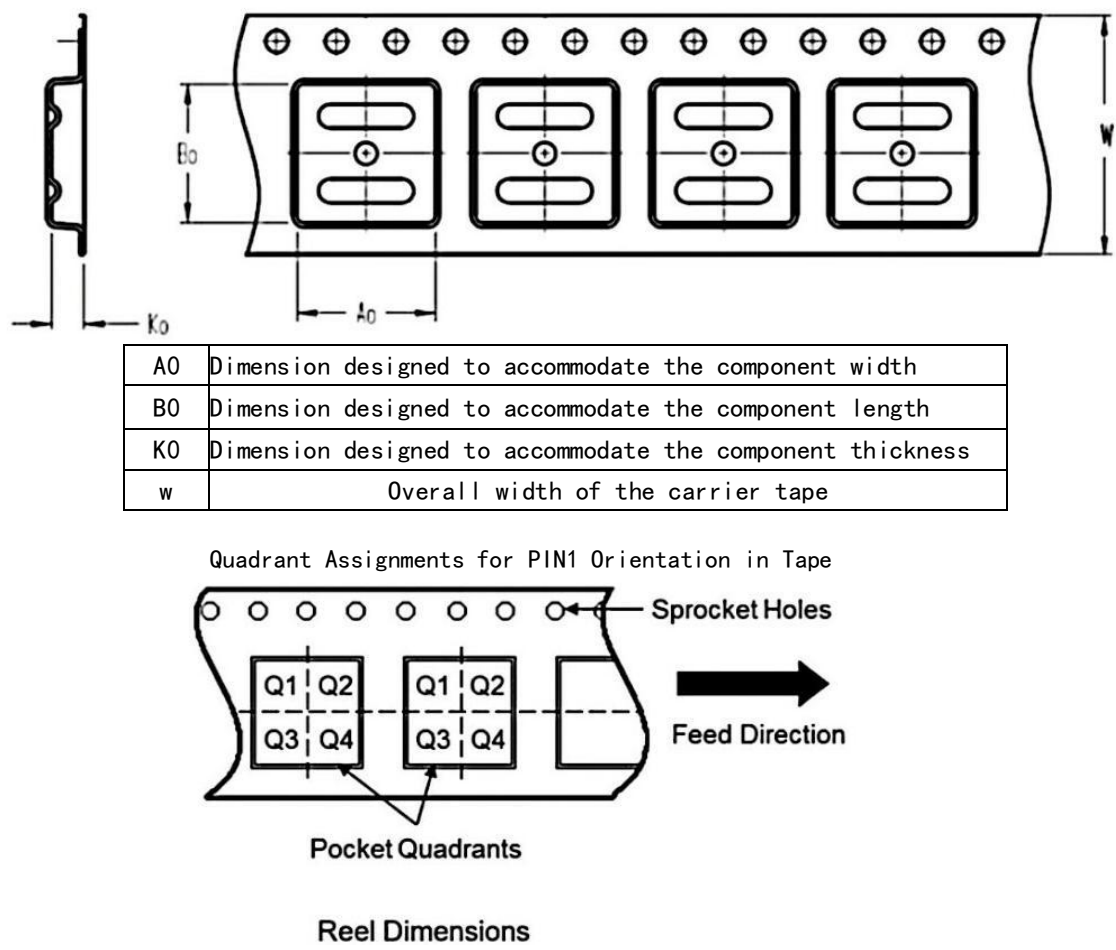 Bo
W
Ao
Ko
A0 Dimension designed to accommodate the component width
B0 Dimension designed to accommodate the component length
K0 Dimension designed to accommodate the component thickness
w Overall width of the carrier tape
Quadrant Assignments for PIN1 Orientation in Tape
Sprocket Holes
Q1 Q2 Q1 Q2
Q3 Q4 Q3 Q4
Feed Direction
Pocket Quadrants
Reel Dimensions